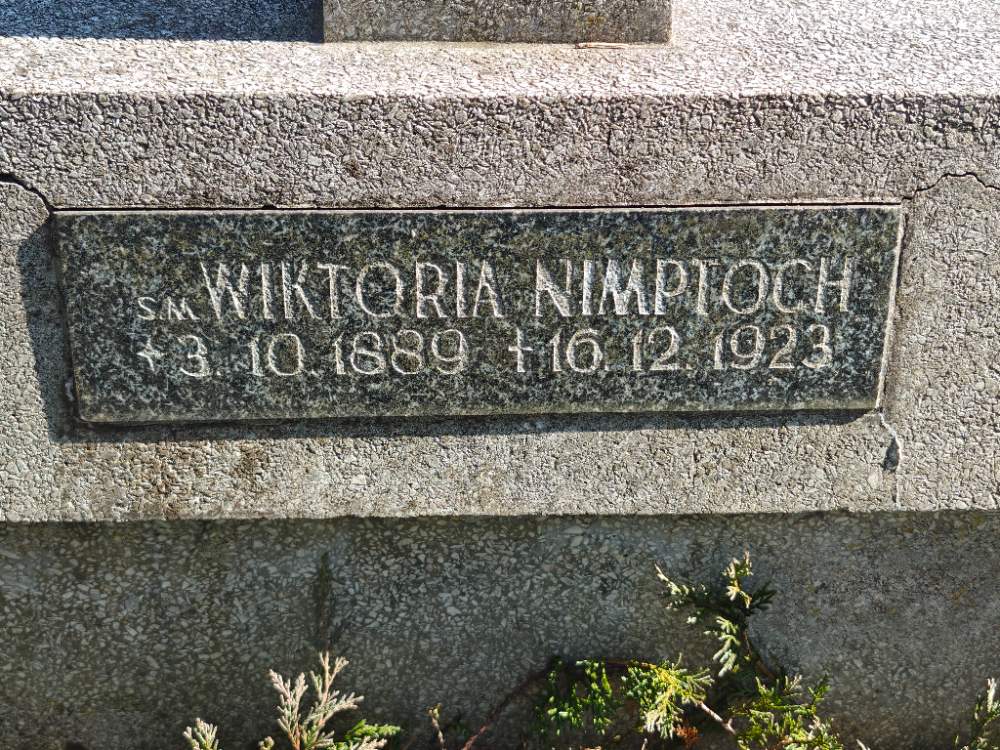 S.M. WIKTORIA NIMPTOCH
* 3. 10. 1889 † 16. 12. 1923